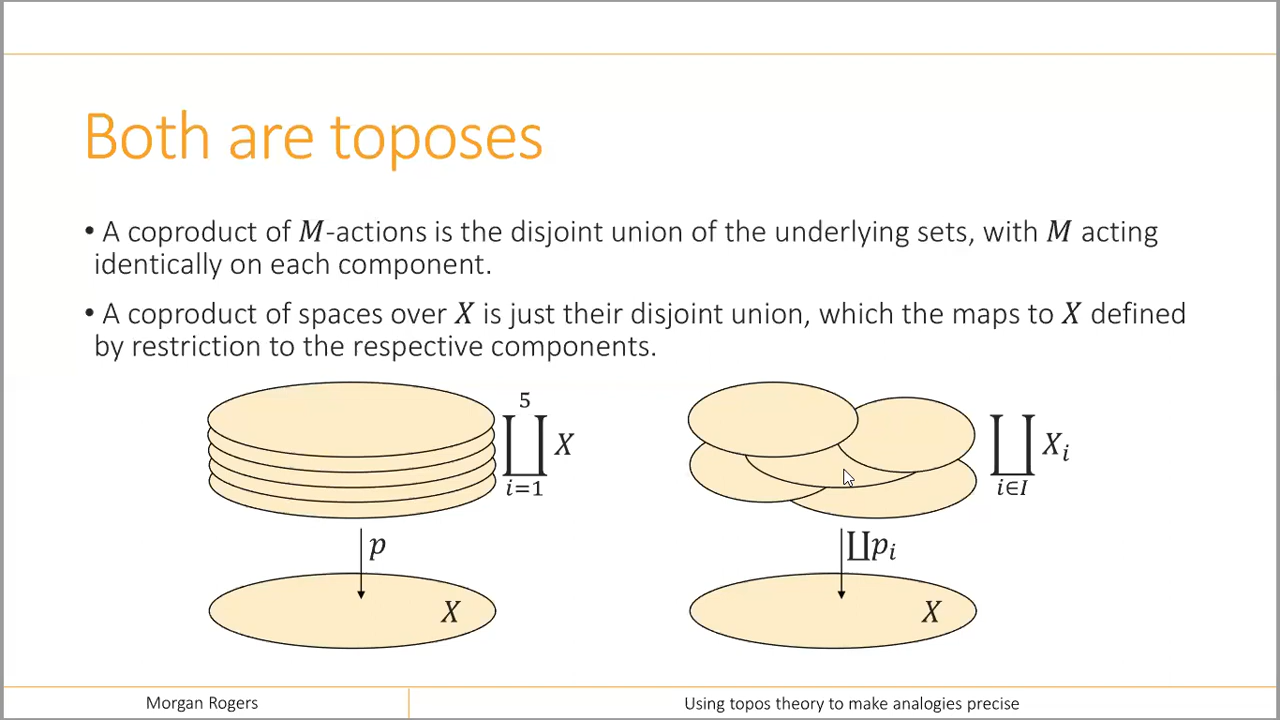 Both are toposes
• A coproduct of M-actions is the disjoint union of the underlying sets, with M acting
identically on each component.
• A coproduct of spaces over X is just their disjoint union, which the maps to X defined
by restriction to the respective components.
5
∐ X
i=1
∐ Xᵢ
i∈I
p
∐pᵢ
X
X
Morgan Rogers
Using topos theory to make analogies precise